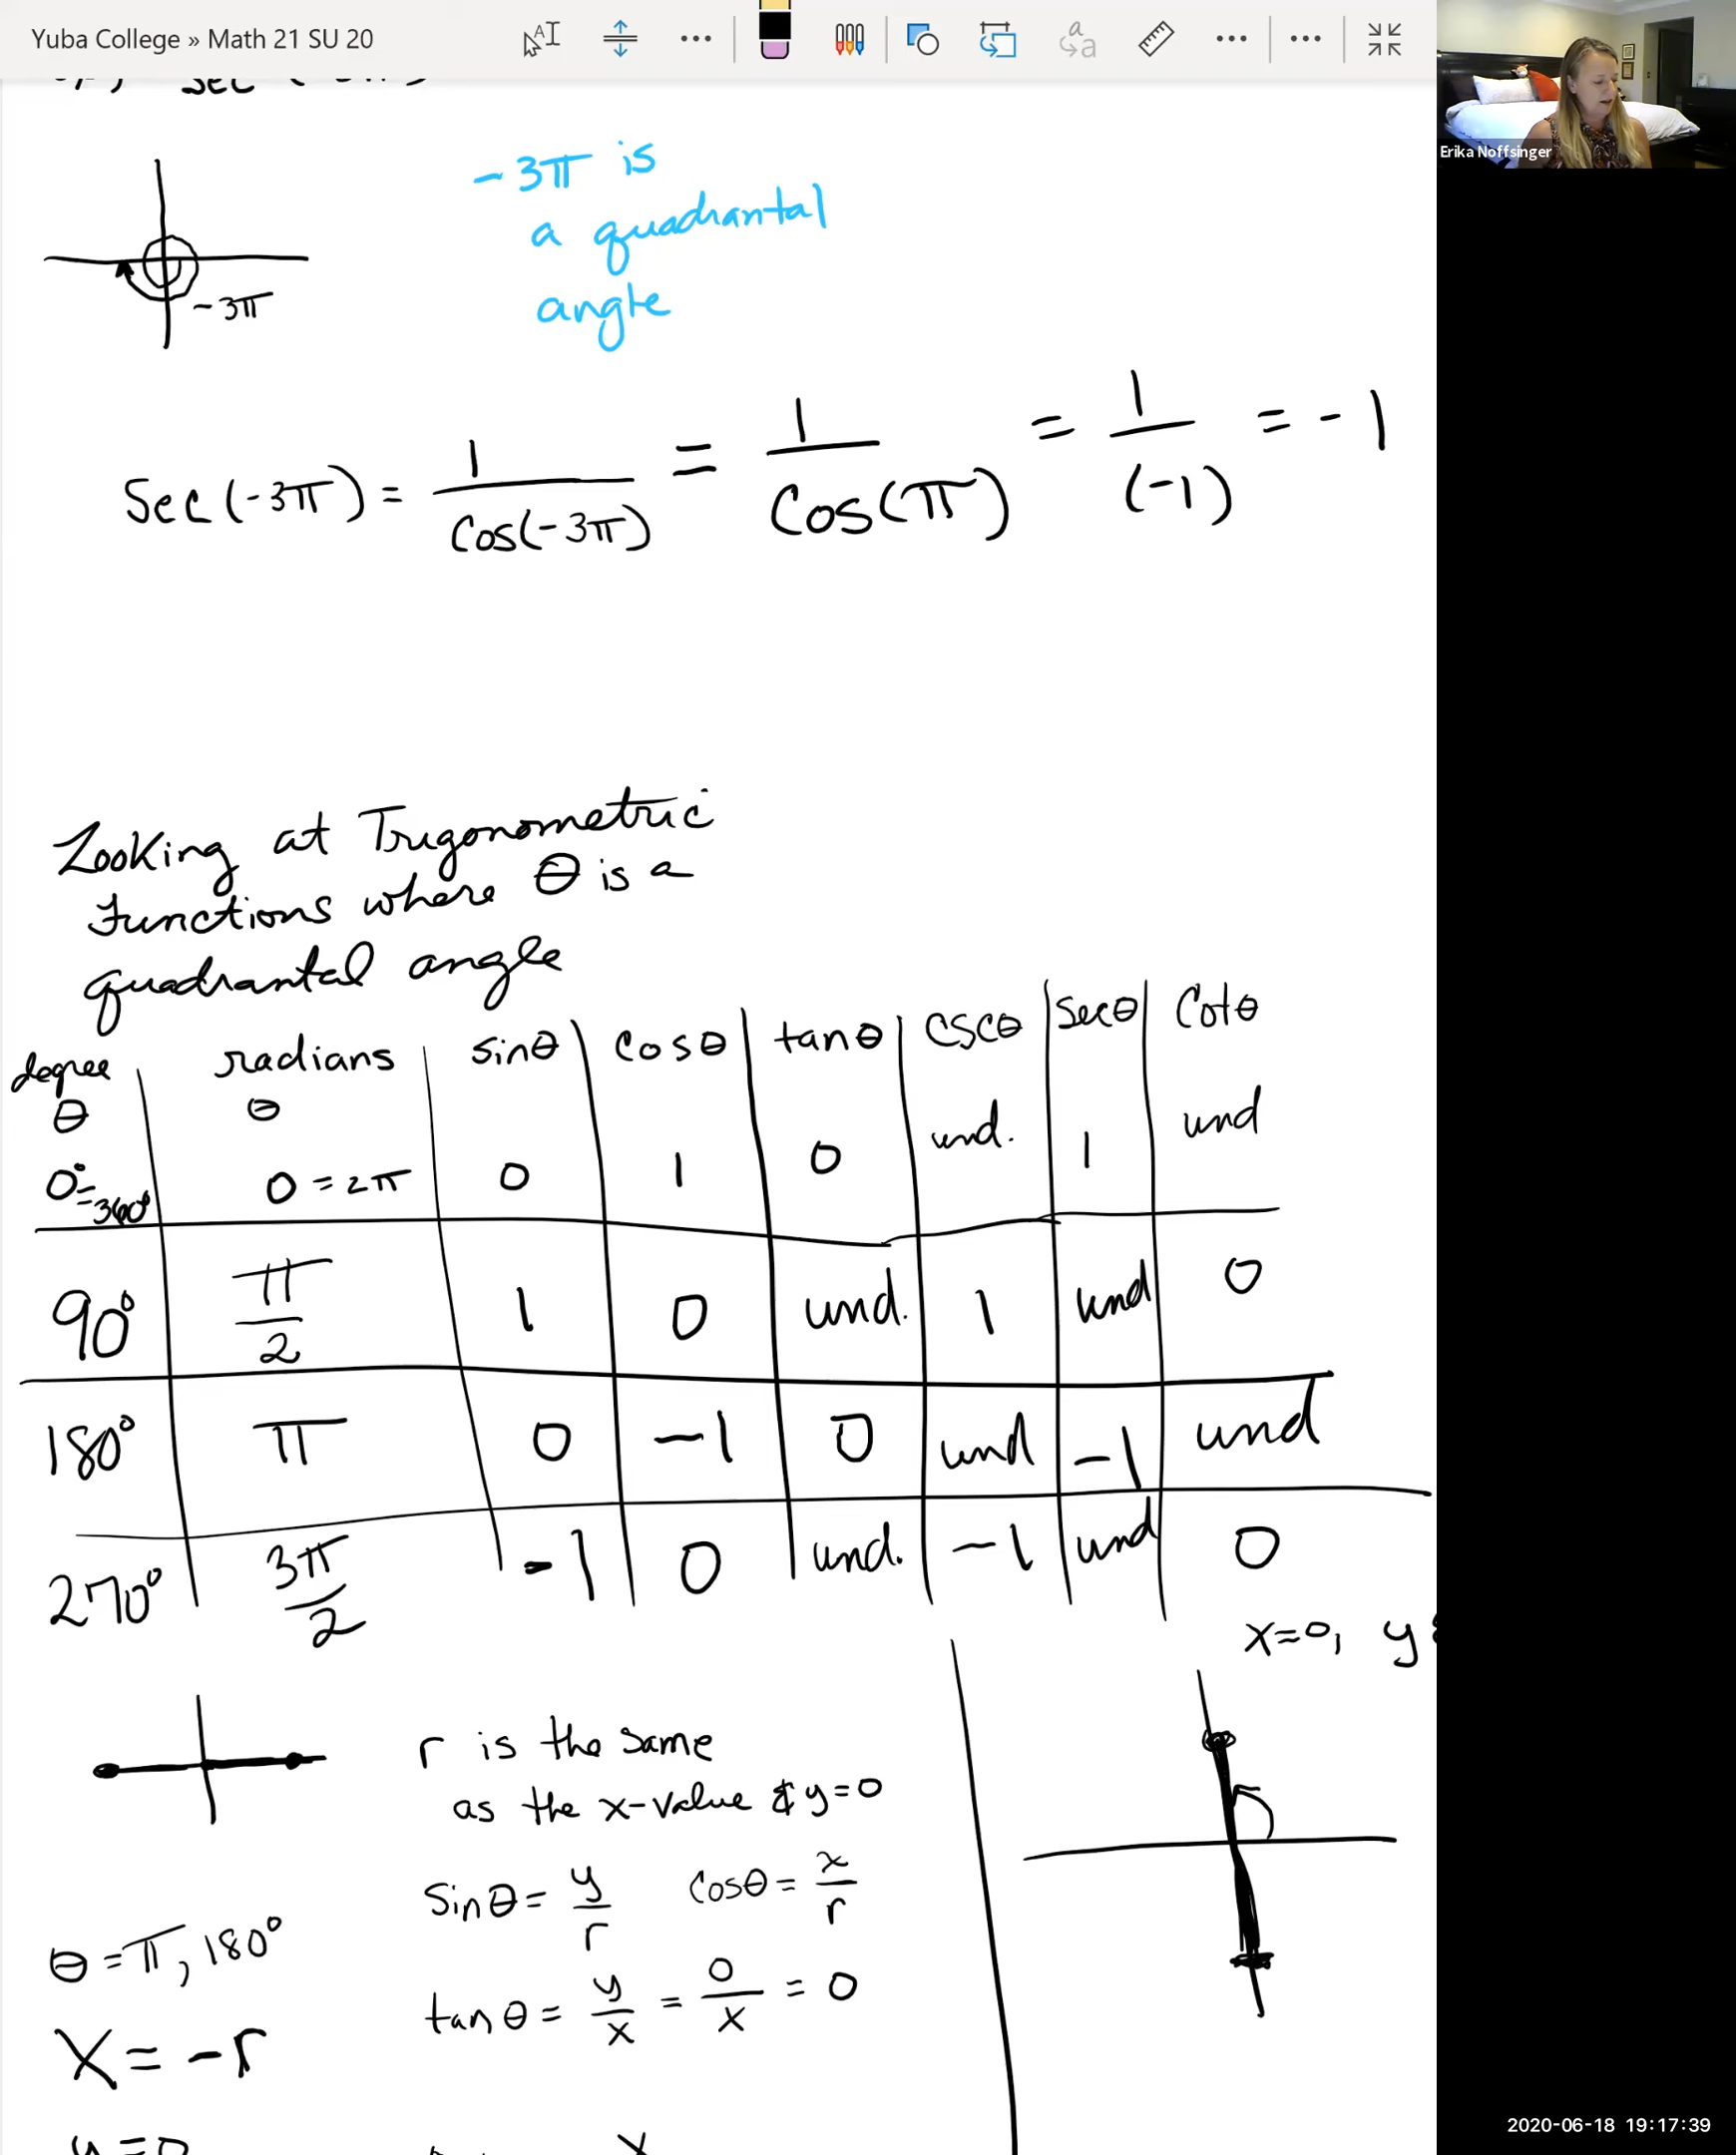 Yuba College » Math 21 SU 20
Erika Noffsinger
-3π is
a quadrantal
angle
-3π
Sec(-3π) = 1/cos(-3π) = 1/cos(π) = 1/(-1) = -1
Looking at Trigonometric
functions where θ is a
quadrantal angle
degree θ | radians θ | sinθ | cosθ | tanθ | cscθ | secθ | cotθ
0° = 360° | 0 = 2π | 0 | 1 | 0 | und. | 1 | und
90° | π/2 | 1 | 0 | und. | 1 | und | 0
180° | π | 0 | -1 | 0 | und | -1 | und
270° | 3π/2 | -1 | 0 | und. | -1 | und | 0
x=0, y
r is the same
as the x-value & y=0
sinθ = y/r cosθ = x/r
θ = π, 180°
tanθ = y/x = 0/x = 0
x = -r
y = 0
2020-06-18 19:17:39